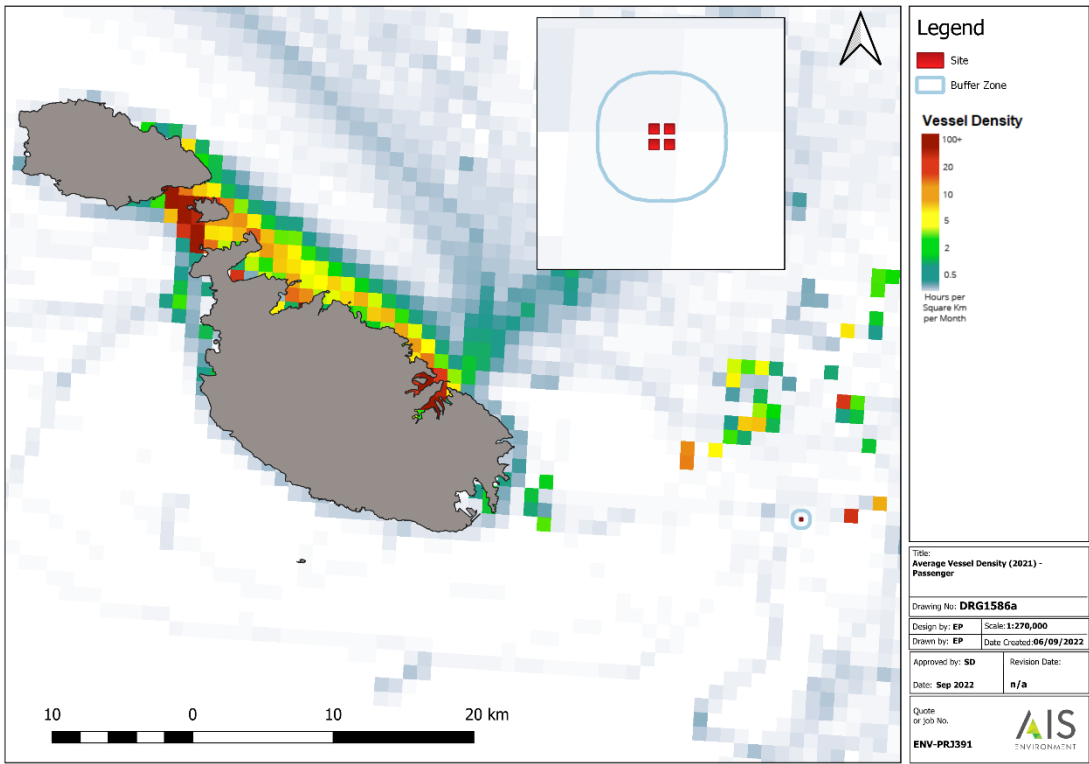 Legend
Site
Buffer Zone
Vessel Density
100+
20
10
5
2
0.5
Hours per
Square Km
per Month
10 0 10 20 km
Title:
Average Vessel Density (2021) -
Passenger
Drawing No: DRG1586a
Design by: EP Scale:1:270,000
Drawn by: EP Date Created:06/09/2022
Approved by: SD Revision Date:
Date: Sep 2022 n/a
Quote
or job No.
ENV-PRJ391
AIS
ENVIRONMENT